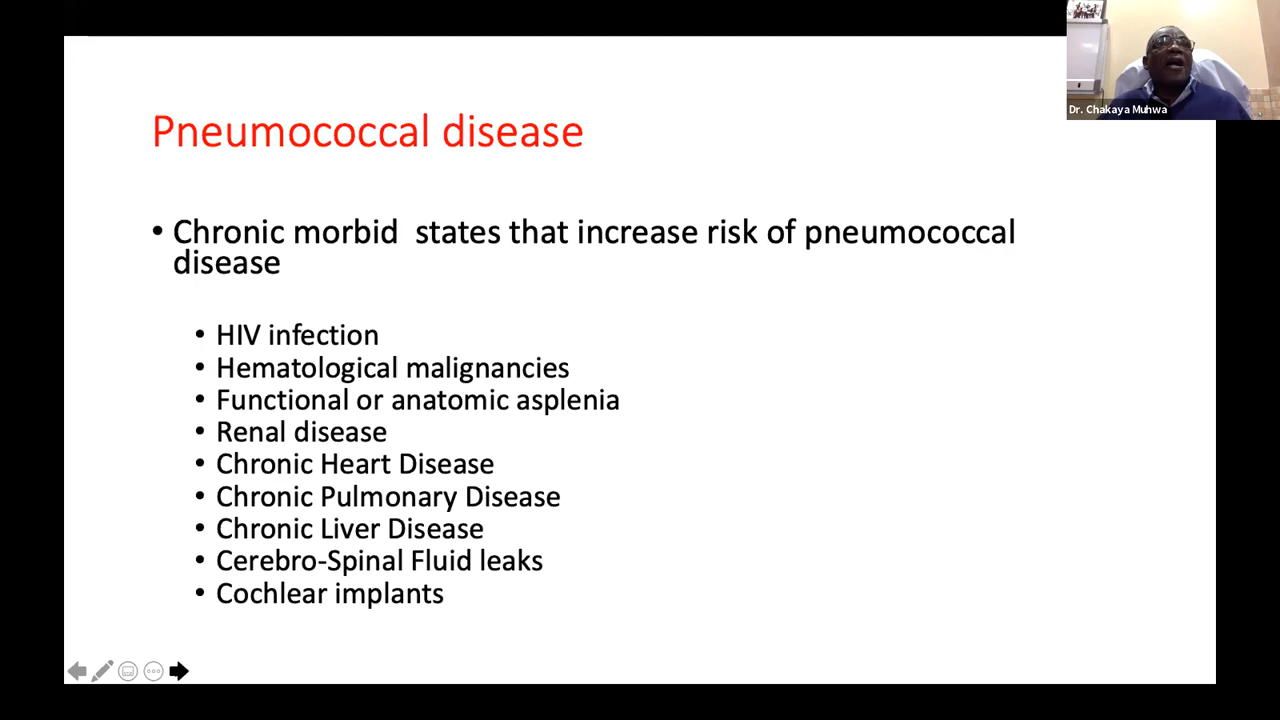 Dr. Chakaya Muhwa
Pneumococcal disease
• Chronic morbid states that increase risk of pneumococcal
disease
• HIV infection
• Hematological malignancies
• Functional or anatomic asplenia
• Renal disease
• Chronic Heart Disease
• Chronic Pulmonary Disease
• Chronic Liver Disease
• Cerebro-Spinal Fluid leaks
• Cochlear implants